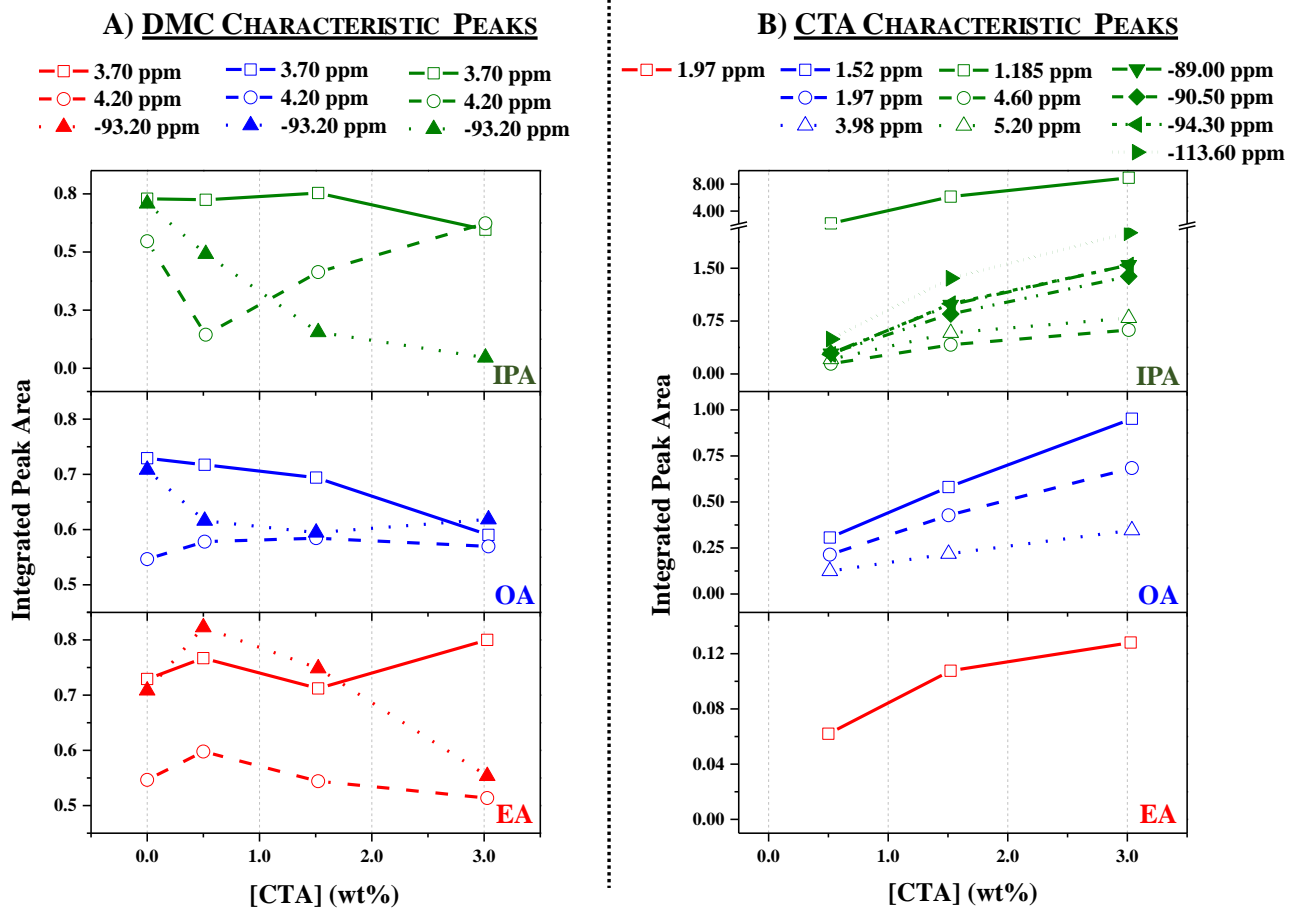 A) DMC CHARACTERISTIC PEAKS
3.70 ppm 3.70 ppm 3.70 ppm
4.20 ppm 4.20 ppm 4.20 ppm
-93.20 ppm -93.20 ppm -93.20 ppm
Integrated Peak Area
0.8
0.5
0.3
0.0
IPA
0.8
0.7
0.6
0.5
OA
0.8
0.7
0.6
0.5
EA
0.0 1.0 2.0 3.0
[CTA] (wt%)
B) CTA CHARACTERISTIC PEAKS
1.97 ppm 1.52 ppm 1.185 ppm -89.00 ppm
1.97 ppm 4.60 ppm -90.50 ppm
3.98 ppm 5.20 ppm -94.30 ppm
-113.60 ppm
Integrated Peak Area
8.00
4.00
1.50
0.75
0.00
IPA
1.00
0.75
0.50
0.25
0.00
OA
0.12
0.08
0.04
0.00
EA
0.0 1.0 2.0 3.0
[CTA] (wt%)